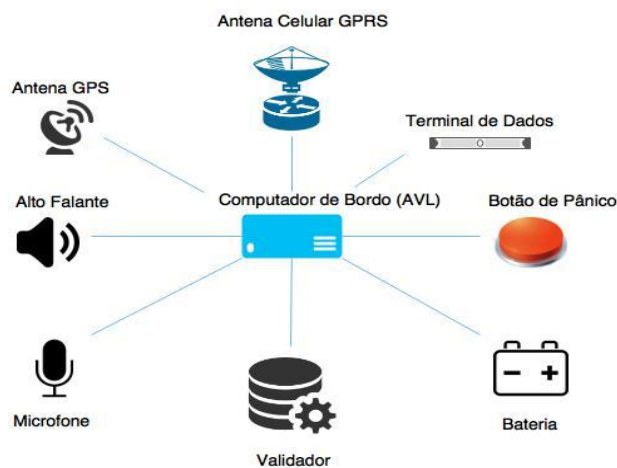 Antena Celular GPRS
Antena GPS
Terminal de Dados
Alto Falante
Computador de Bordo (AVL)
Botão de Pânico
Microfone
Bateria
Validador